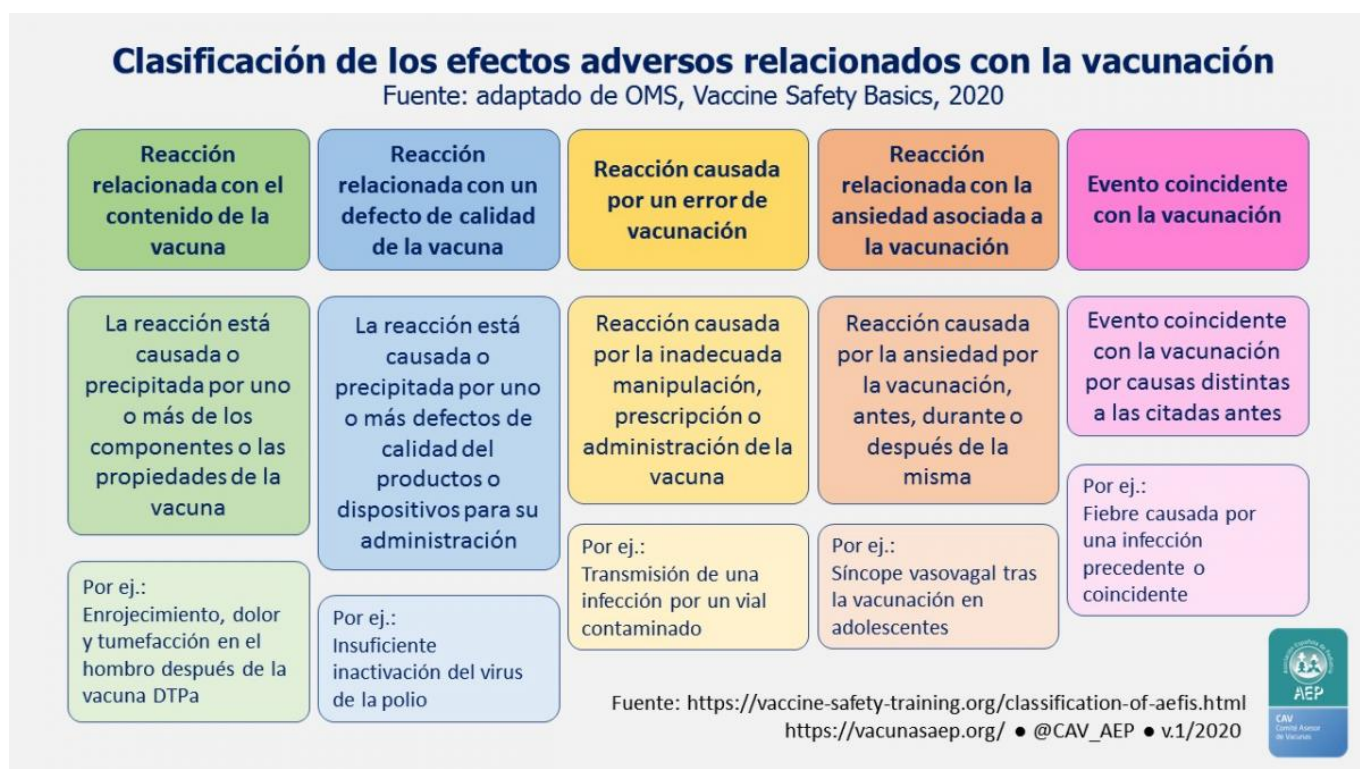 Clasificación de los efectos adversos relacionados con la vacunación
Fuente: adaptado de OMS, Vaccine Safety Basics, 2020
Reacción
relacionada con el
contenido de la
vacuna
La reacción está
causada o
precipitada por uno
o más de los
componentes o las
propiedades de la
vacuna
Por ej.:
Enrojecimiento, dolor
y tumefacción en el
hombro después de la
vacuna DTPa
Reacción
relacionada con un
defecto de calidad
de la vacuna
La reacción está
causada o
precipitada por uno
o más defectos de
calidad del
productos o
dispositivos para su
administración
Por ej.:
Insuficiente
inactivación del virus
de la polio
Reacción causada
por un error de
vacunación
Reacción causada
por la inadecuada
manipulación,
prescripción o
administración de la
vacuna
Por ej.:
Transmisión de una
infección por un vial
contaminado
Reacción
relacionada con la
ansiedad asociada a
la vacunación
Reacción causada
por la ansiedad por
la vacunación,
antes, durante o
después de la
misma
Por ej.:
Síncope vasovagal tras
la vacunación en
adolescentes
Evento coincidente
con la vacunación
Evento coincidente
con la vacunación
por causas distintas
a las citadas antes
Por ej.:
Fiebre causada por
una infección
precedente o
coincidente
Fuente: https://vaccine-safety-training.org/classification-of-aefis.html
https://vacunasaep.org/ ● @CAV_AEP ● v.1/2020
AEP
CAV
Comité Asesor
de Vacunas